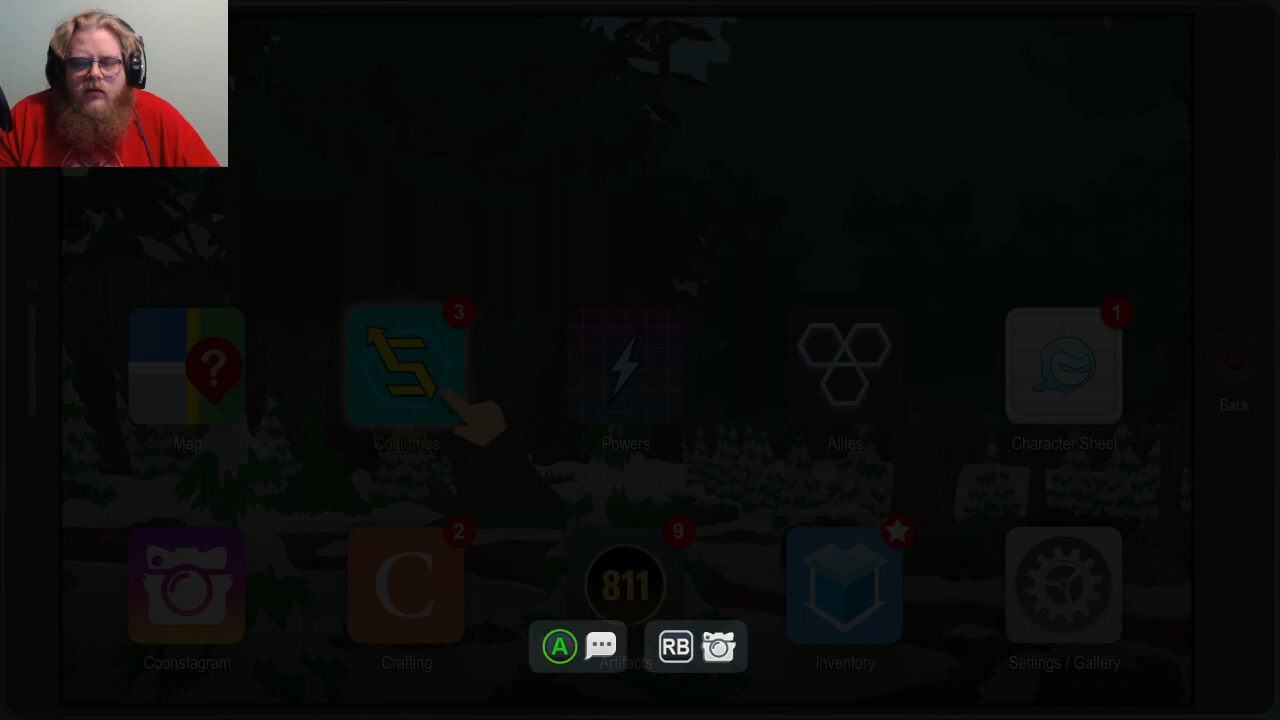 3
1
?
S
Back
Map
Costumes
Powers
Allies
Character Sheet
2
9
C
811
A
RB
Coonstagram
Crafting
Artifacts
Inventory
Settings / Gallery